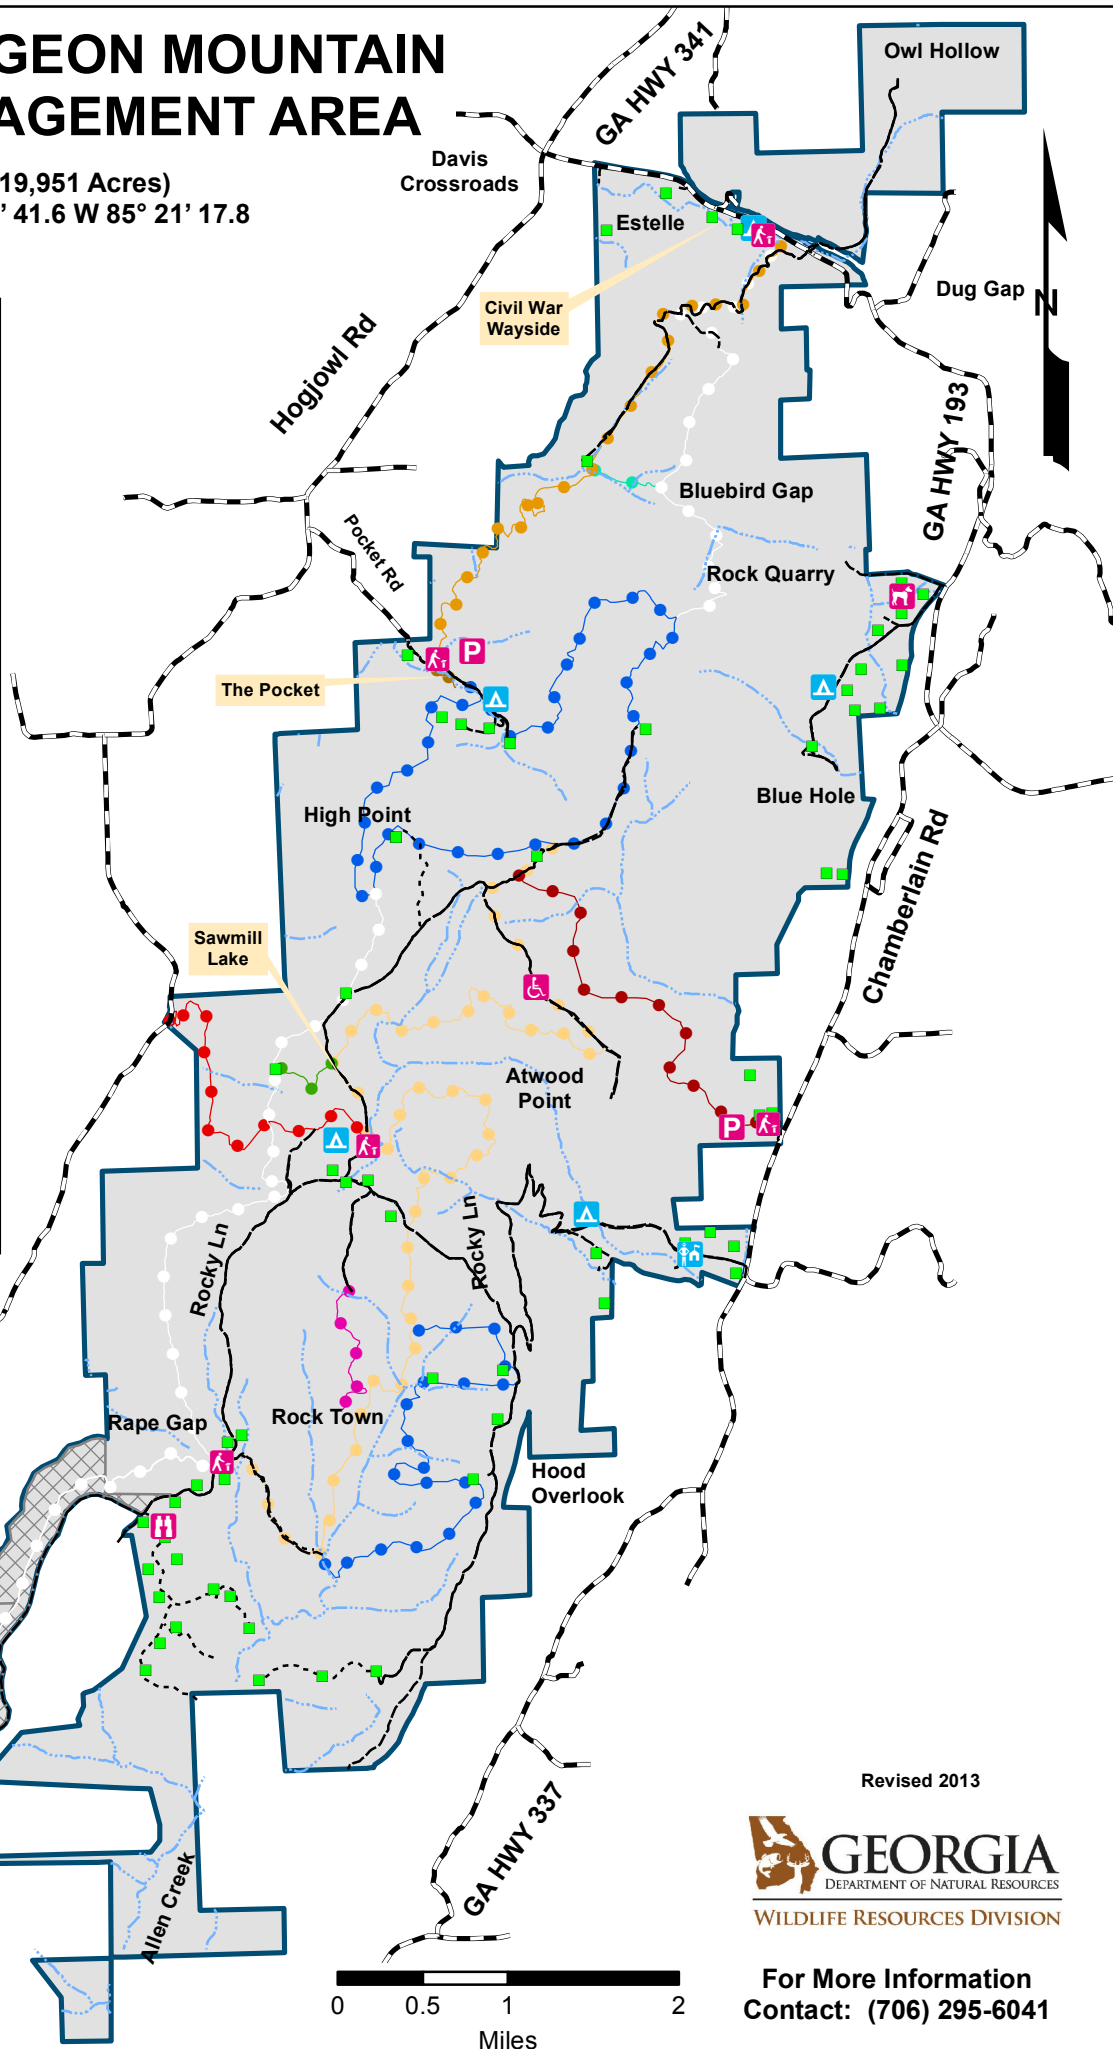 GEON MOUNTAIN
AGEMENT AREA
19,951 Acres)
’ 41.6 W 85° 21’ 17.8
Owl Hollow
GA HWY 341
Davis
Crossroads
Estelle
Dug Gap
N
Civil War
Wayside
Hogjowl Rd
GA HWY 193
Bluebird Gap
Pocket Rd
Rock Quarry
P
The Pocket
Blue Hole
High Point
Chamberlain Rd
Sawmill
Lake
Atwood
Point
P
Rocky Ln
Rocky Ln
Rape Gap
Rock Town
Hood
Overlook
Revised 2013
GA HWY 337
GEORGIA
DEPARTMENT OF NATURAL RESOURCES
WILDLIFE RESOURCES DIVISION
Allen Creek
For More Information
Contact: (706) 295-6041
0 0.5 1 2
Miles